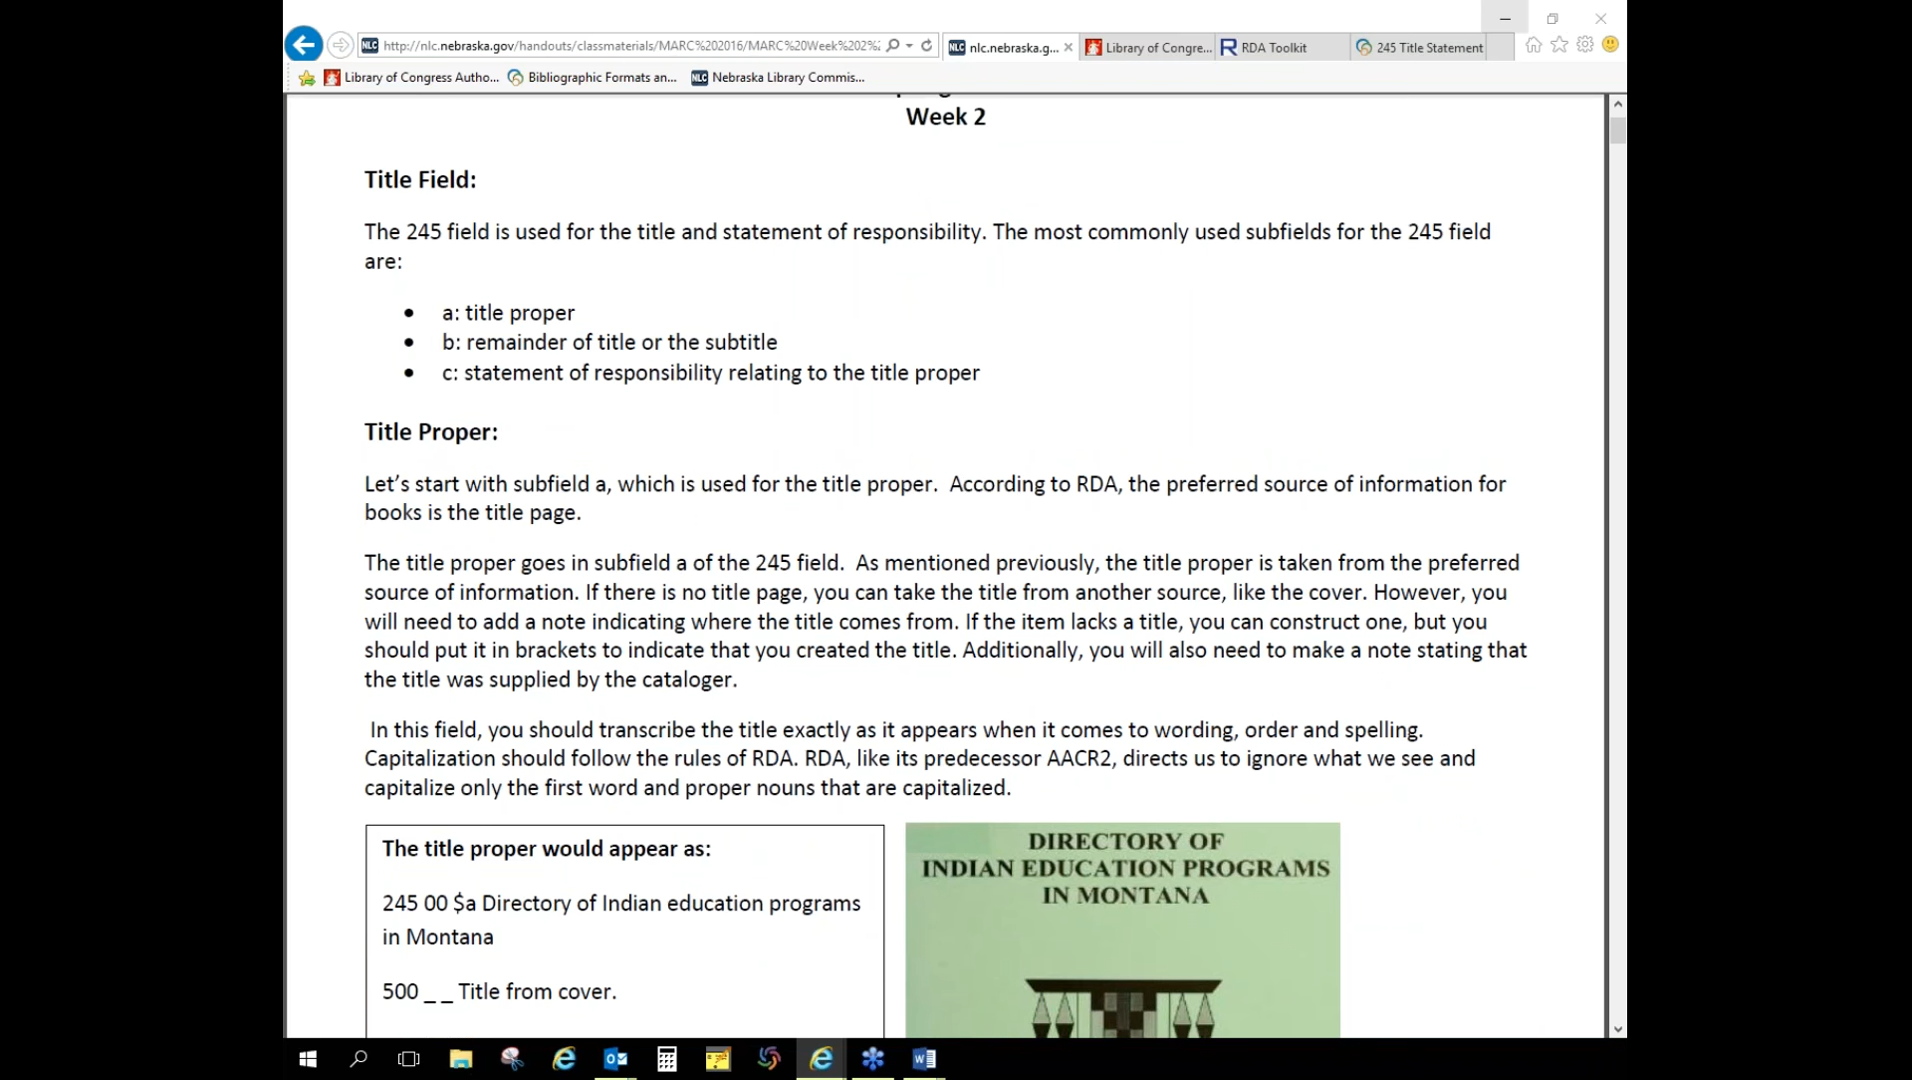 http://nlc.nebraska.gov/handouts/classmaterials/MARC%202016/MARC%20Week%202%
nlc.nebraska.g...
Library of Congre...
RDA Toolkit
245 Title Statement
Library of Congress Autho...
Bibliographic Formats an...
Nebraska Library Commis...
Week 2
Title Field:
The 245 field is used for the title and statement of responsibility. The most commonly used subfields for the 245 field
are:
• a: title proper
• b: remainder of title or the subtitle
• c: statement of responsibility relating to the title proper
Title Proper:
Let’s start with subfield a, which is used for the title proper.  According to RDA, the preferred source of information for
books is the title page.
The title proper goes in subfield a of the 245 field.  As mentioned previously, the title proper is taken from the preferred
source of information. If there is no title page, you can take the title from another source, like the cover. However, you
will need to add a note indicating where the title comes from. If the item lacks a title, you can construct one, but you
should put it in brackets to indicate that you created the title. Additionally, you will also need to make a note stating that
the title was supplied by the cataloger.
In this field, you should transcribe the title exactly as it appears when it comes to wording, order and spelling.
Capitalization should follow the rules of RDA. RDA, like its predecessor AACR2, directs us to ignore what we see and
capitalize only the first word and proper nouns that are capitalized.
The title proper would appear as:
245 00 $a Directory of Indian education programs
in Montana
500 _ _ Title from cover.
DIRECTORY OF
INDIAN EDUCATION PROGRAMS
IN MONTANA